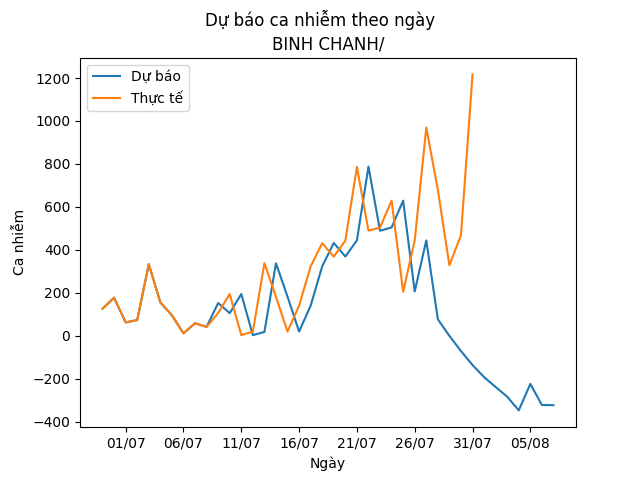 Dự báo ca nhiễm theo ngày
BINH CHANH/
Dự báo
Thực tế
Ca nhiễm
1200
1000
800
600
400
200
0
−200
−400
01/07
06/07
11/07
16/07
21/07
26/07
31/07
05/08
Ngày